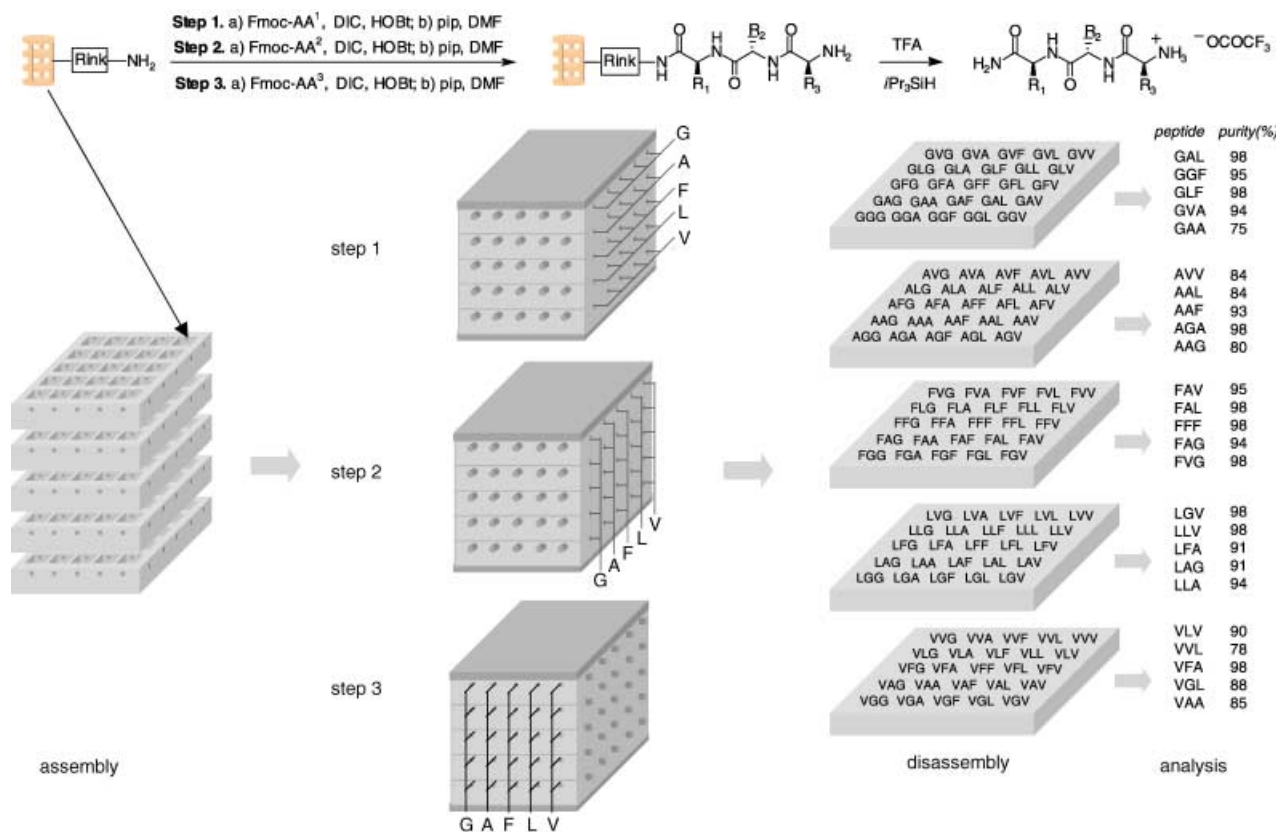 Step 1. a) Fmoc-AA¹, DIC, HOBt; b) pip, DMF
Step 2. a) Fmoc-AA², DIC, HOBt; b) pip, DMF
Step 3. a) Fmoc-AA³, DIC, HOBt; b) pip, DMF
Rink NH₂
Rink N H O R₁ H N O R₂ N H O R₃ NH₂
TFA
iPr₃SiH
H₂N O R₁ H N O R₂ N H O R₃ NH₃ + ⁻OCOCF₃
step 1
G
A
F
L
V
step 2
G A F L V
step 3
G A F L V
assembly
GVG GVA GVF GVL GVV
GLG GLA GLF GLL GLV
GFG GFA GFF GFL GFV
GAG GAA GAF GAL GAV
GGG GGA GGF GGL GGV
AVG AVA AVF AVL AVV
ALG ALA ALF ALL ALV
AFG AFA AFF AFL AFV
AAG AAA AAF AAL AAV
AGG AGA AGF AGL AGV
FVG FVA FVF FVL FVV
FLG FLA FLF FLL FLV
FFG FFA FFF FFL FFV
FAG FAA FAF FAL FAV
FGG FGA FGF FGL FGV
LVG LVA LVF LVL LVV
LLG LLA LLF LLL LLV
LFG LFA LFF LFL LFV
LAG LAA LAF LAL LAV
LGG LGA LGF LGL LGV
VVG VVA VVF VVL VVV
VLG VLA VLF VLL VLV
VFG VFA VFF VFL VFV
VAG VAA VAF VAL VAV
VGG VGA VGF VGL VGV
disassembly
peptide purity(%)
GAL 98
GGF 95
GLF 98
GVA 94
GAA 75
AVV 84
AAL 84
AAF 93
AGA 98
AAG 80
FAV 95
FAL 98
FFF 98
FAG 94
FVG 98
LGV 98
LLV 98
LFA 91
LAG 91
LLA 94
VLV 90
VVL 78
VFA 98
VGL 88
VAA 85
analysis